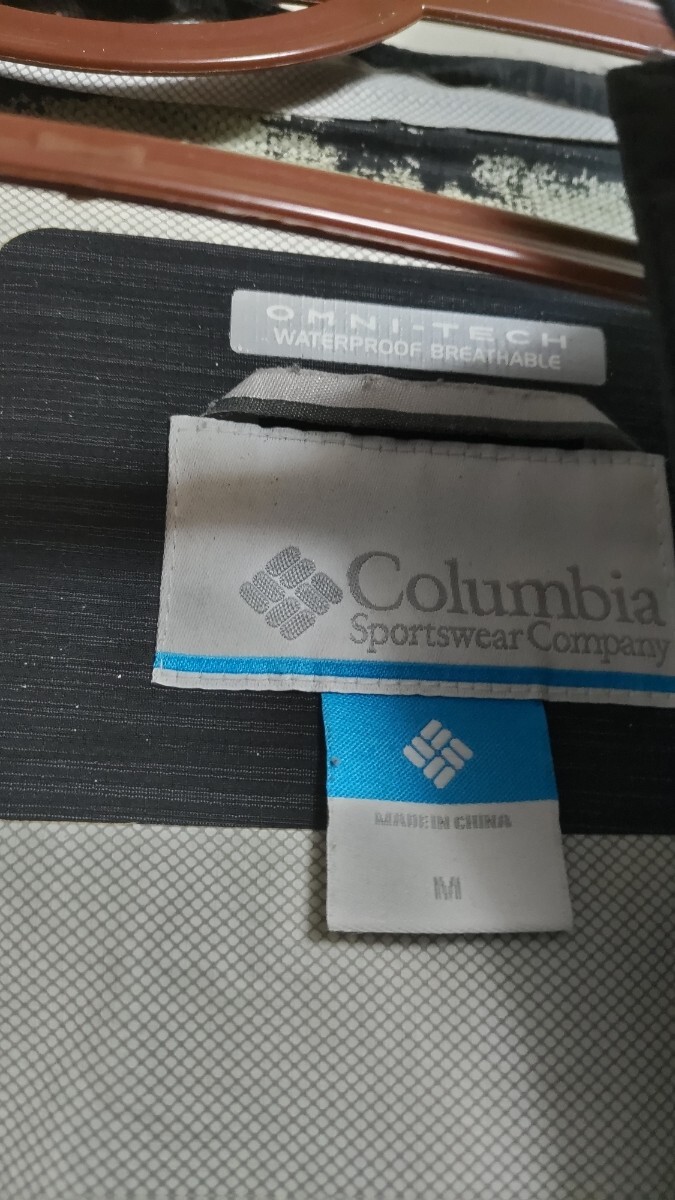 OMNI-TECH
WATERPROOF BREATHABLE
Columbia
Sportswear Company
MADE IN CHINA
M